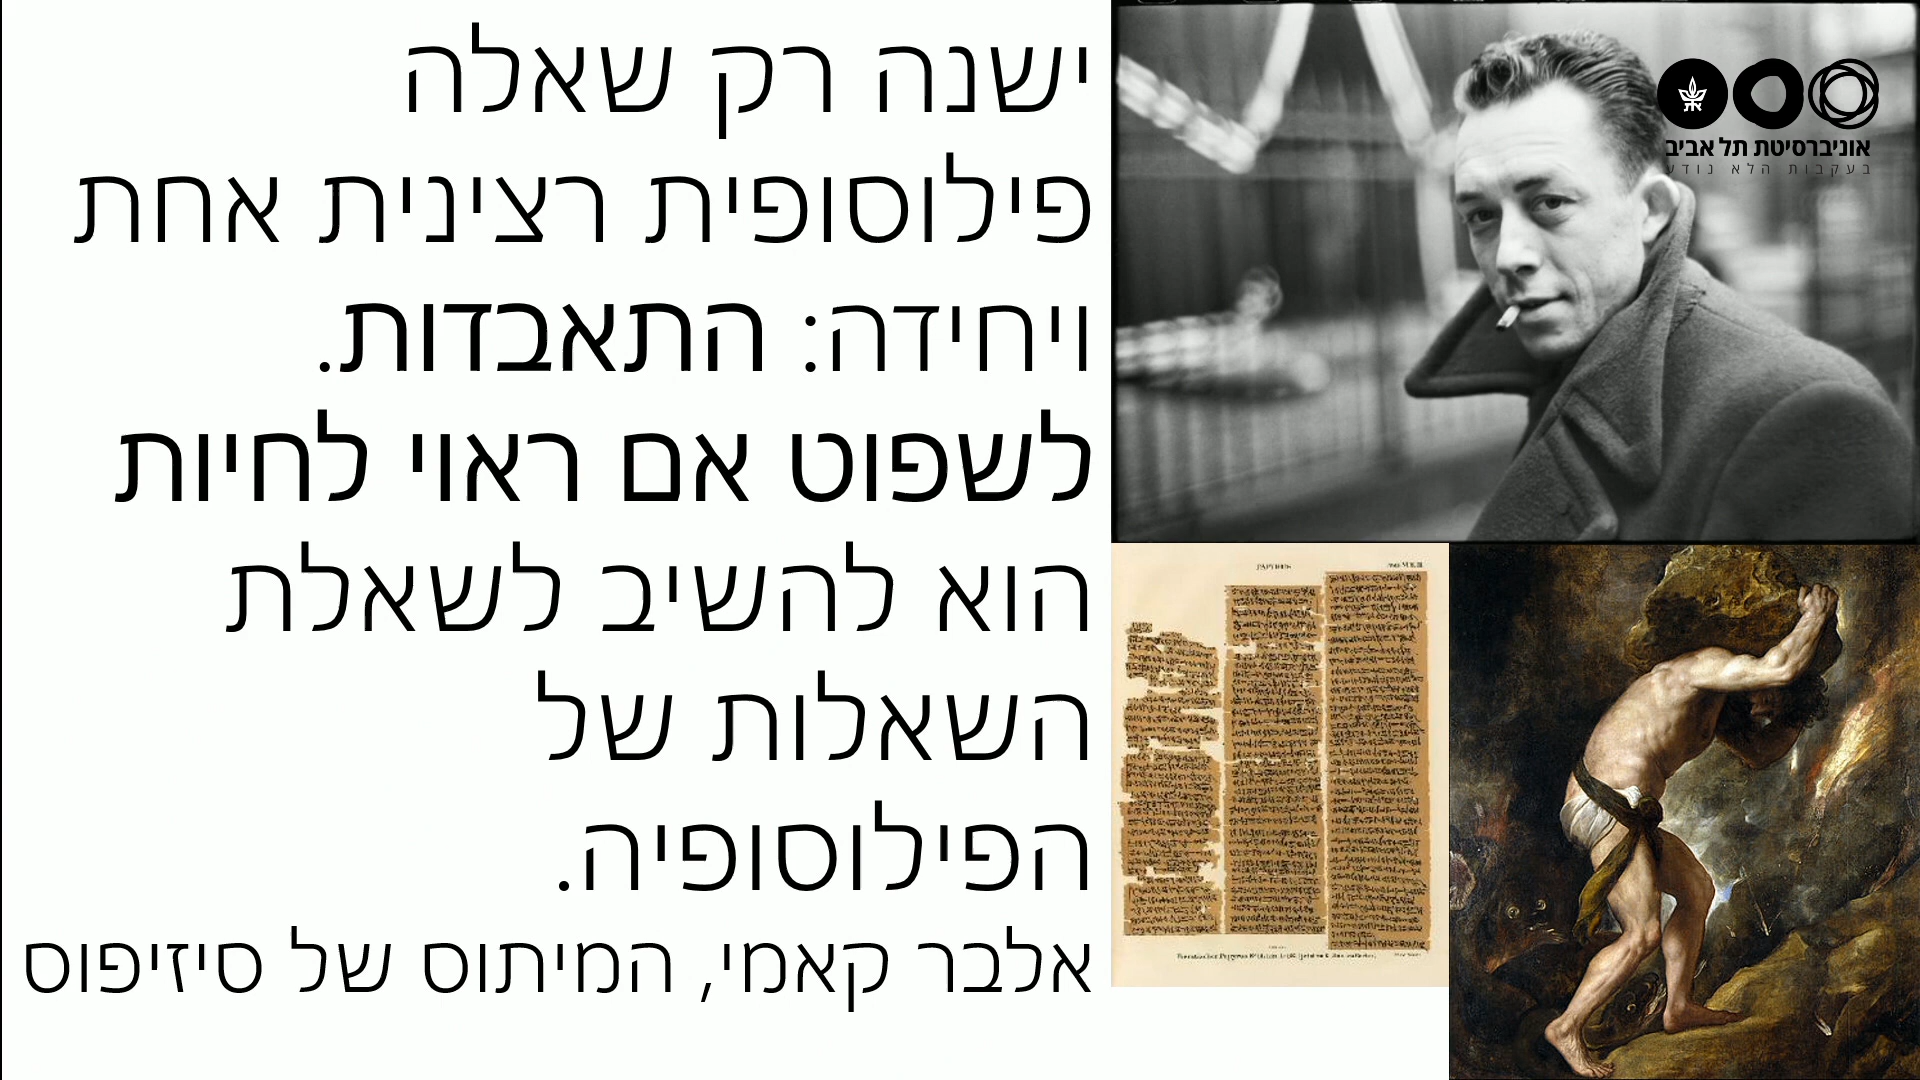 ישנה רק שאלה
פילוסופית רצינית אחת
ויחידה: התאבדות.
לשפוט אם ראוי לחיות
הוא להשיב לשאלת
השאלות של
הפילוסופיה.
אלבר קאמי, המיתוס של סיזיפוס
אוניברסיטת תל אביב
בעקבות הלא נודע
PAPYRUS